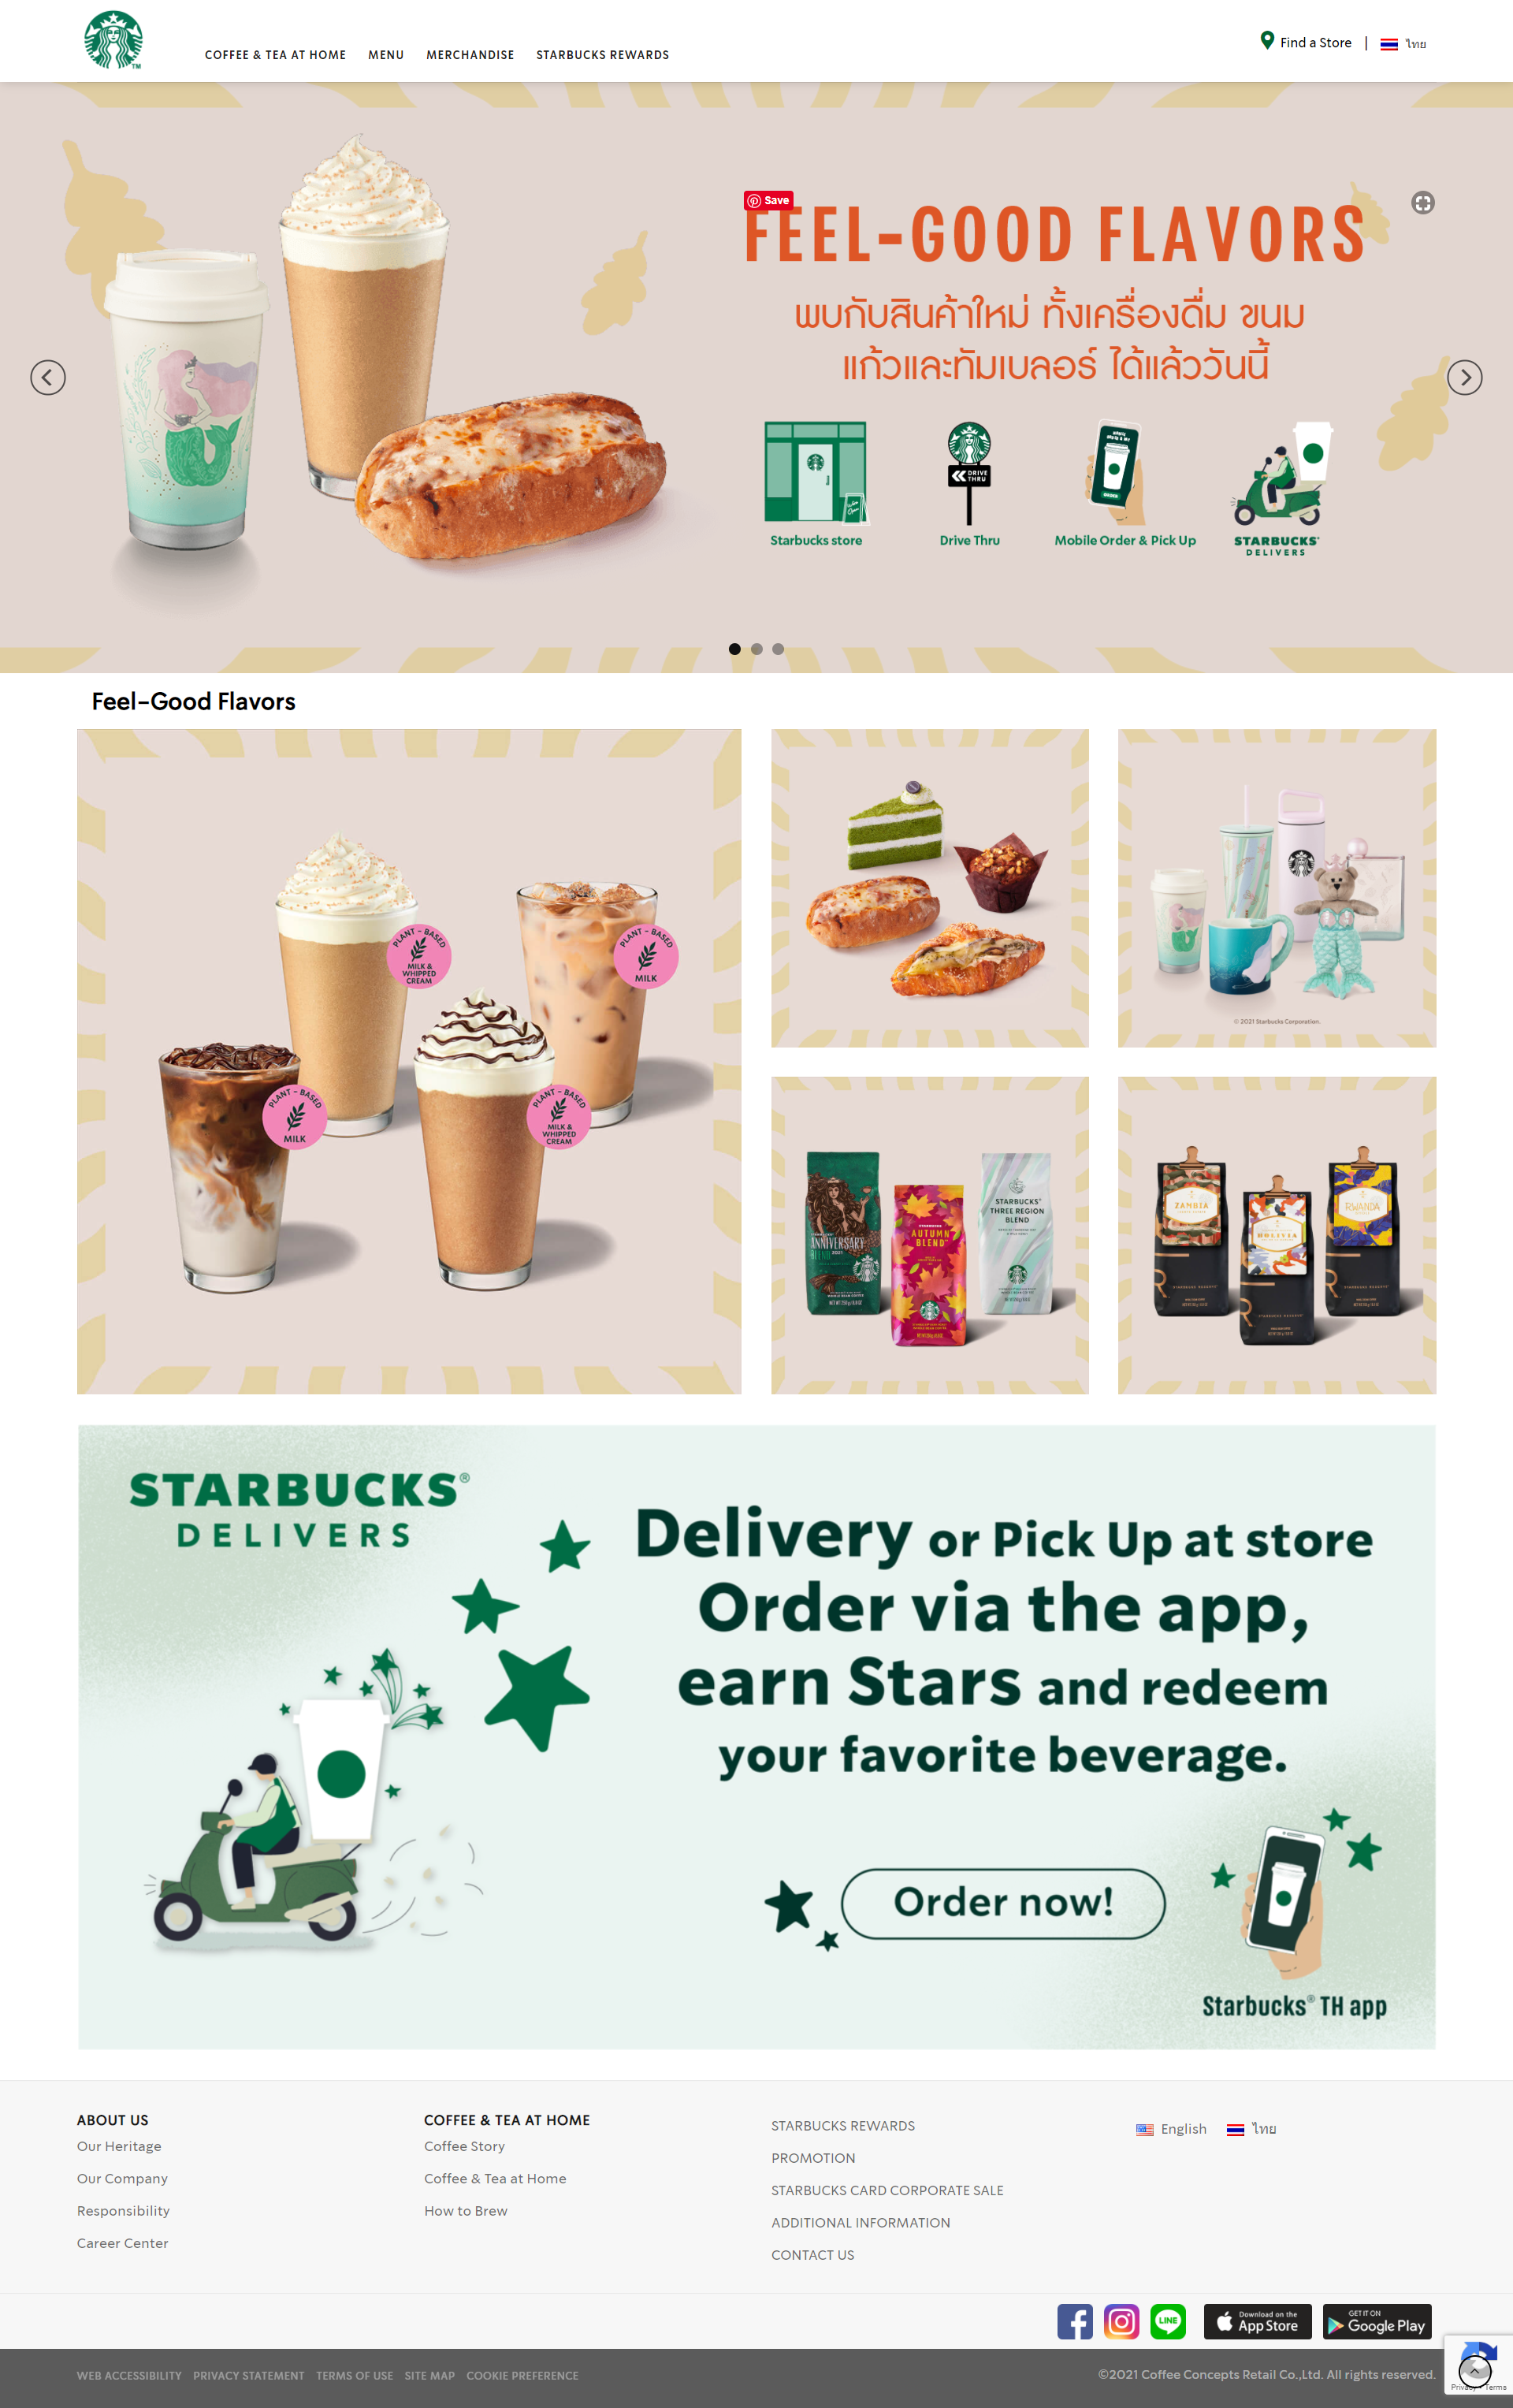 COFFEE & TEA AT HOME MENU MERCHANDISE STARBUCKS REWARDS
Find a Store | ไทย
Save
FEEL-GOOD FLAVORS
พบกับสินค้าใหม่ ทั้งเครื่องดื่ม ขนม
แก้วและทัมเบลอร์ ได้แล้ววันนี้
DRIVE
THRU
Starbucks store Drive Thru Mobile Order & Pick Up STARBUCKS®
DELIVERS
Feel-Good Flavors
PLANT-BASED
MILK &
WHIPPED
CREAM
PLANT-BASED
MILK
PLANT-BASED
MILK
PLANT-BASED
MILK &
WHIPPED
CREAM
© 2021 Starbucks Corporation.
ANNIVERSARY
BLEND 2021
AUTUMN
BLEND™
STARBUCKS®
THREE REGION
BLEND
ZAMBIA
BOLIVIA
RWANDA
STARBUCKS®
DELIVERS
Delivery or Pick Up at store
Order via the app,
earn Stars and redeem
your favorite beverage.
Order now!
Starbucks® TH app
ABOUT US
Our Heritage
Our Company
Responsibility
Career Center
COFFEE & TEA AT HOME
Coffee Story
Coffee & Tea at Home
How to Brew
STARBUCKS REWARDS
PROMOTION
STARBUCKS CARD CORPORATE SALE
ADDITIONAL INFORMATION
CONTACT US
English ไทย
LINE
Download on the
App Store
GET IT ON
Google Play
WEB ACCESSIBILITY PRIVACY STATEMENT TERMS OF USE SITE MAP COOKIE PREFERENCE
©2021 Coffee Concepts Retail Co.,Ltd. All rights reserved.
Privacy - Terms